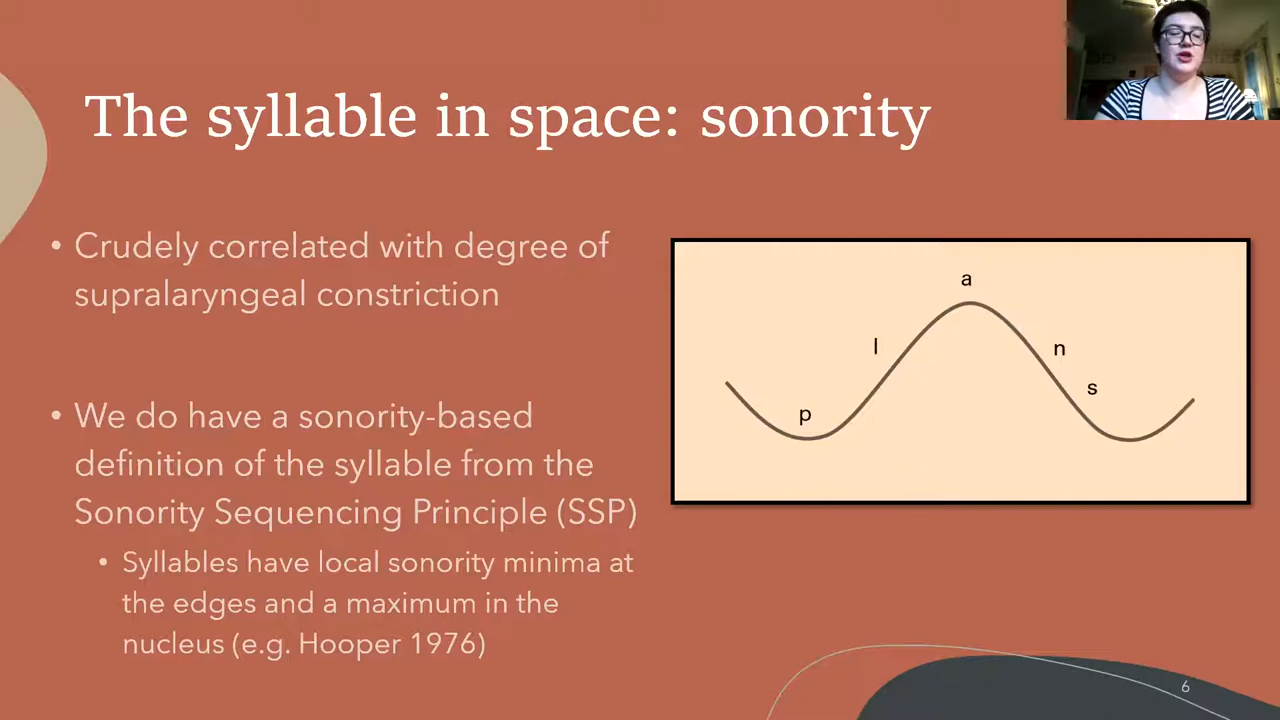 The syllable in space: sonority
• Crudely correlated with degree of
supralaryngeal constriction
• We do have a sonority-based
definition of the syllable from the
Sonority Sequencing Principle (SSP)
• Syllables have local sonority minima at
the edges and a maximum in the
nucleus (e.g. Hooper 1976)
a
l
n
s
p
6